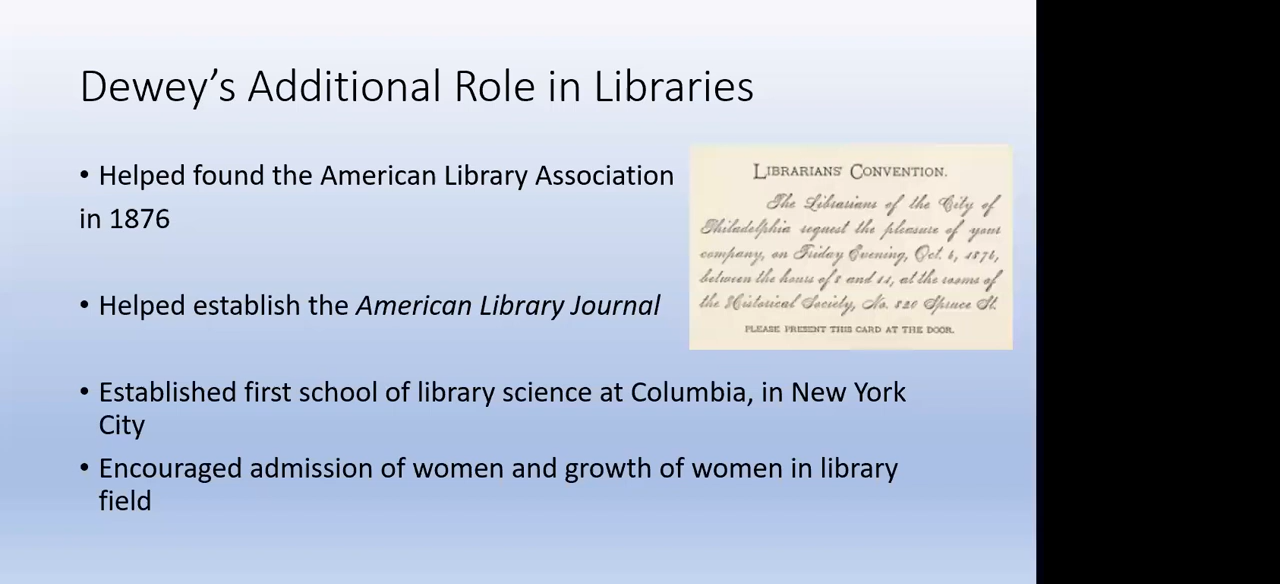 Dewey’s Additional Role in Libraries
• Helped found the American Library Association
in 1876
• Helped establish the American Library Journal
• Established first school of library science at Columbia, in New York
City
• Encouraged admission of women and growth of women in library
field
LIBRARIANS' CONVENTION.
The Librarians of the City of
Philadelphia request the pleasure of your
company, on Friday Evening, Oct. 6, 1876,
between the hours of 8 and 11, at the rooms of
the Historical Society, No. 820 Spruce St.
PLEASE PRESENT THIS CARD AT THE DOOR.